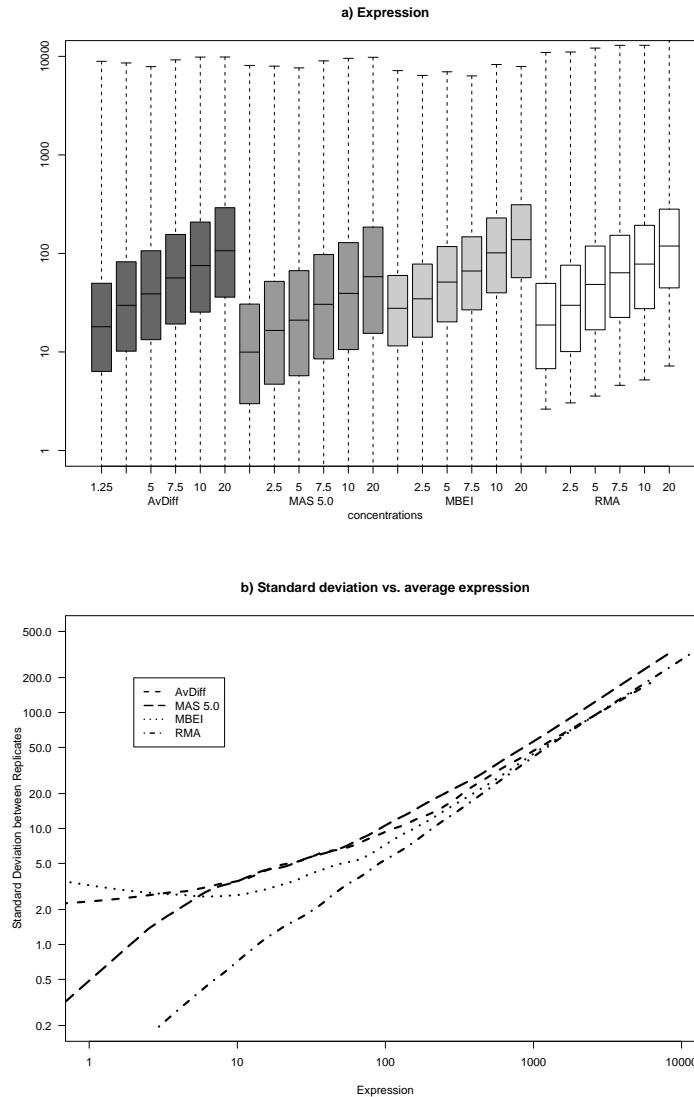 a) Expression
10000
1000
100
10
1
1.25 5 7.5 10 20 2.5 5 7.5 10 20 2.5 5 7.5 10 20 2.5 5 7.5 10 20
AvDiff MAS 5.0 MBEI RMA
concentrations
b) Standard deviation vs. average expression
Standard Deviation between Replicates
500.0
200.0
100.0
50.0
20.0
10.0
5.0
2.0
1.0
0.5
0.2
AvDiff
MAS 5.0
MBEI
RMA
1 10 100 1000 10000
Expression